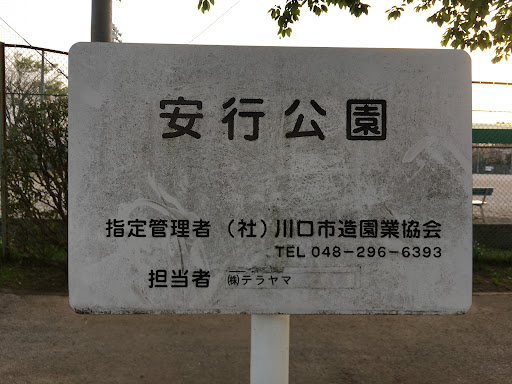 安行公園
指定管理者 (社)川口市造園業協会
TEL 048-296-6393
担当者 ㈱テラヤマ